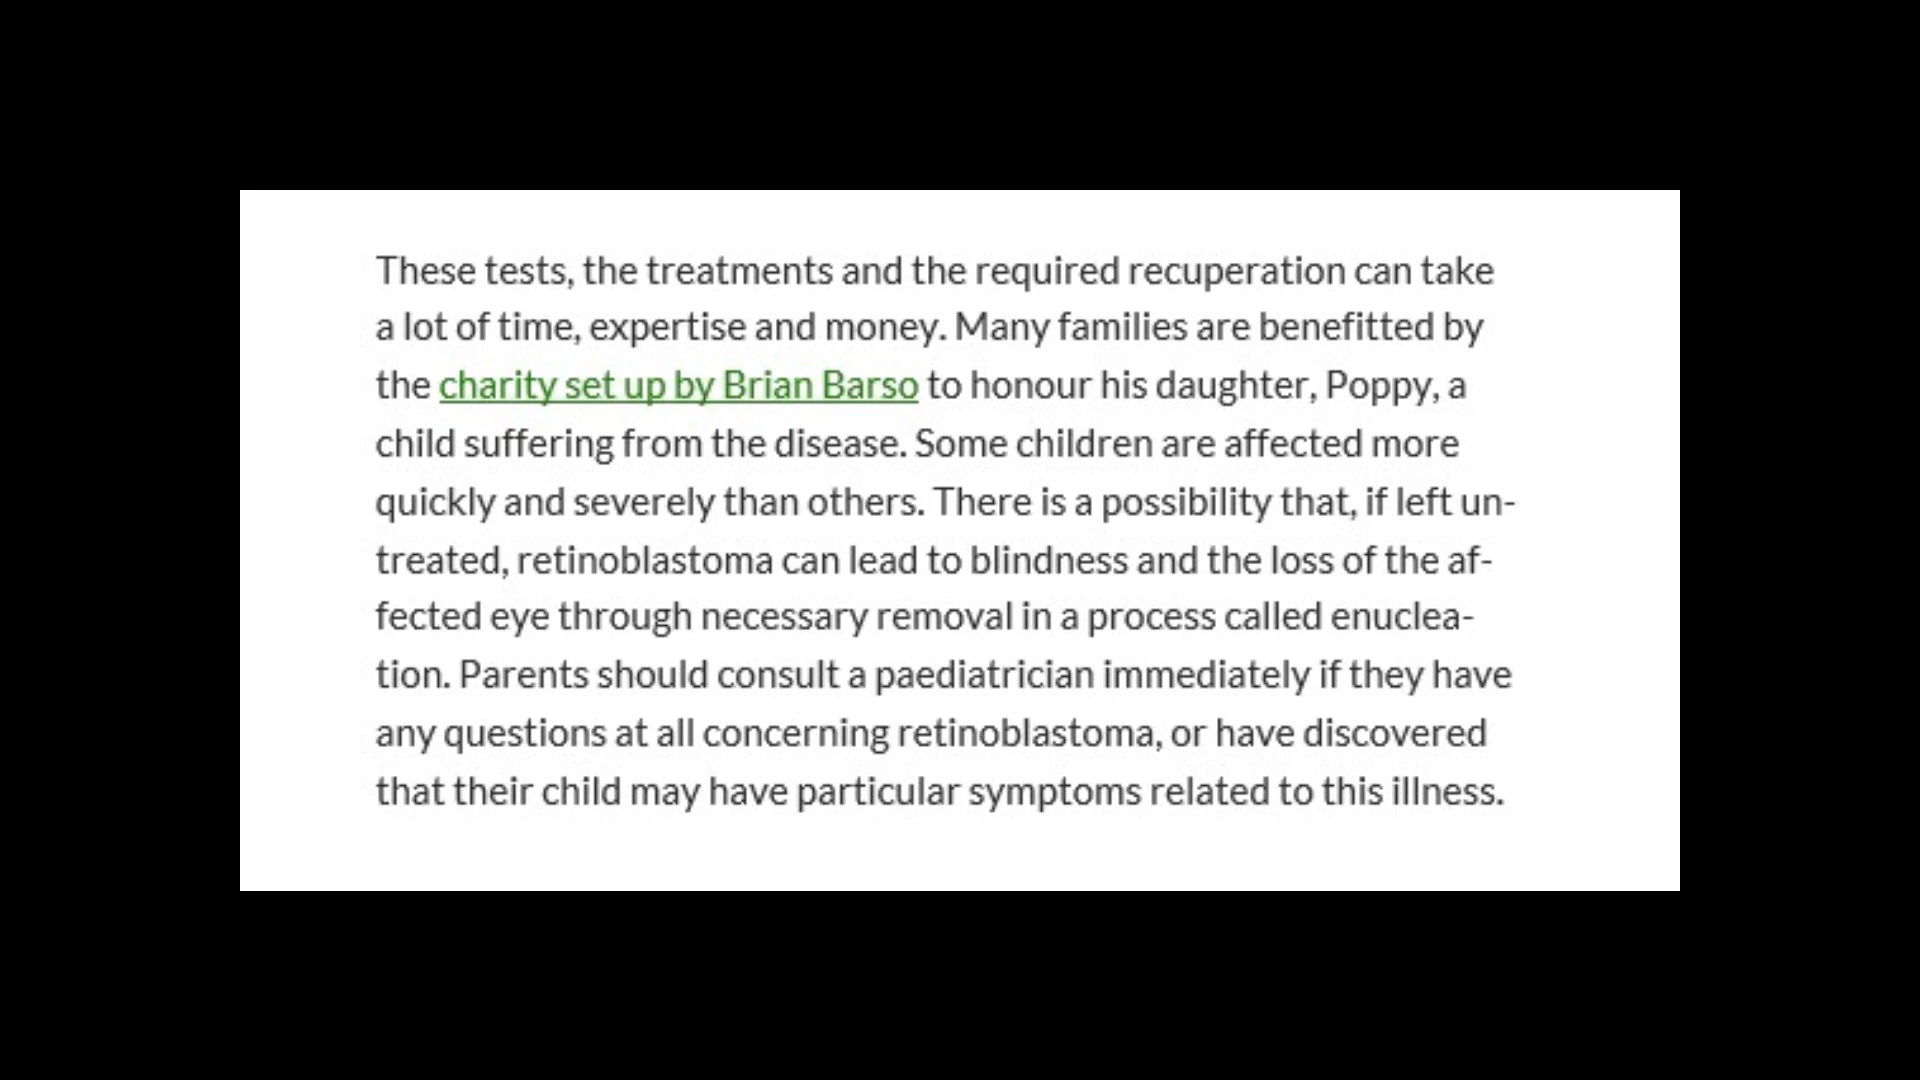 These tests, the treatments and the required recuperation can take
a lot of time, expertise and money. Many families are benefitted by
the charity set up by Brian Barso to honour his daughter, Poppy, a
child suffering from the disease. Some children are affected more
quickly and severely than others. There is a possibility that, if left un-
treated, retinoblastoma can lead to blindness and the loss of the af-
fected eye through necessary removal in a process called enuclea-
tion. Parents should consult a paediatrician immediately if they have
any questions at all concerning retinoblastoma, or have discovered
that their child may have particular symptoms related to this illness.